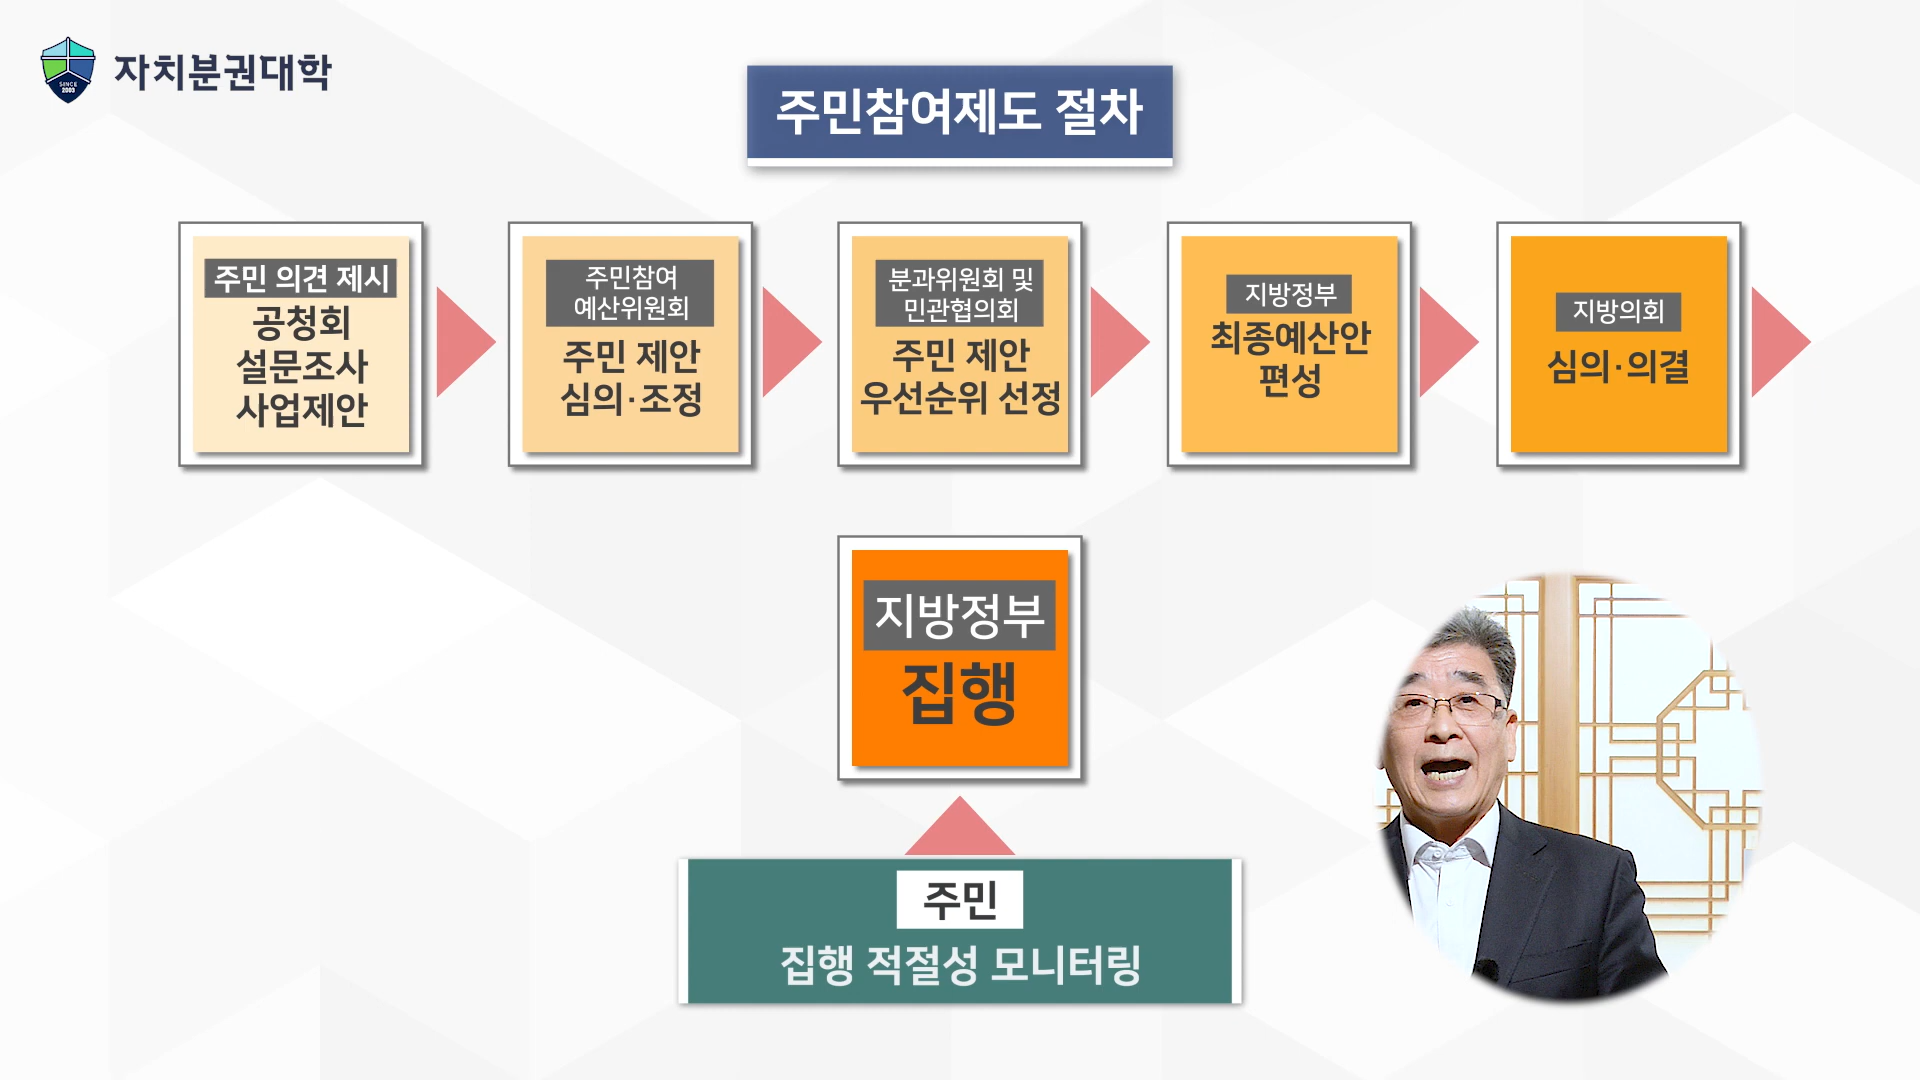 SINCE
2003
자치분권대학
주민참여제도 절차
주민 의견 제시
공청회
설문조사
사업제안
주민참여
예산위원회
주민 제안
심의·조정
분과위원회 및
민관협의회
주민 제안
우선순위 선정
지방정부
최종예산안
편성
지방의회
심의·의결
지방정부
집행
주민
집행 적절성 모니터링